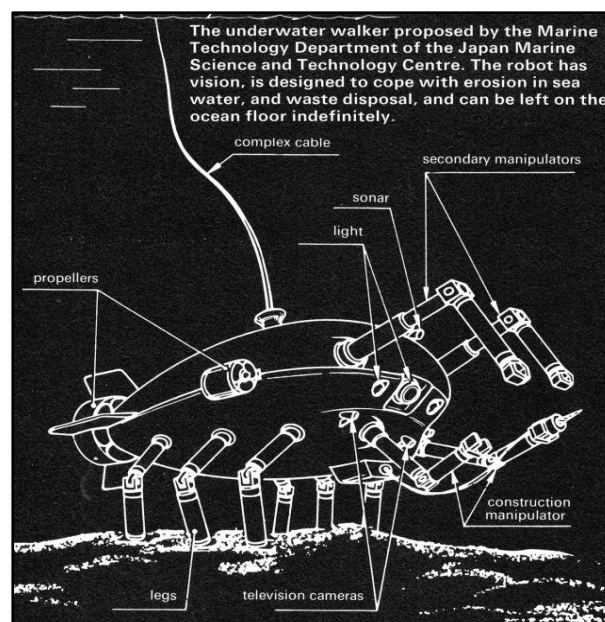 The underwater walker proposed by the Marine
Technology Department of the Japan Marine
Science and Technology Centre. The robot has
vision, is designed to cope with erosion in sea
water, and waste disposal, and can be left on the
ocean floor indefinitely.
complex cable
secondary manipulators
sonar
light
propellers
construction
manipulator
legs
television cameras